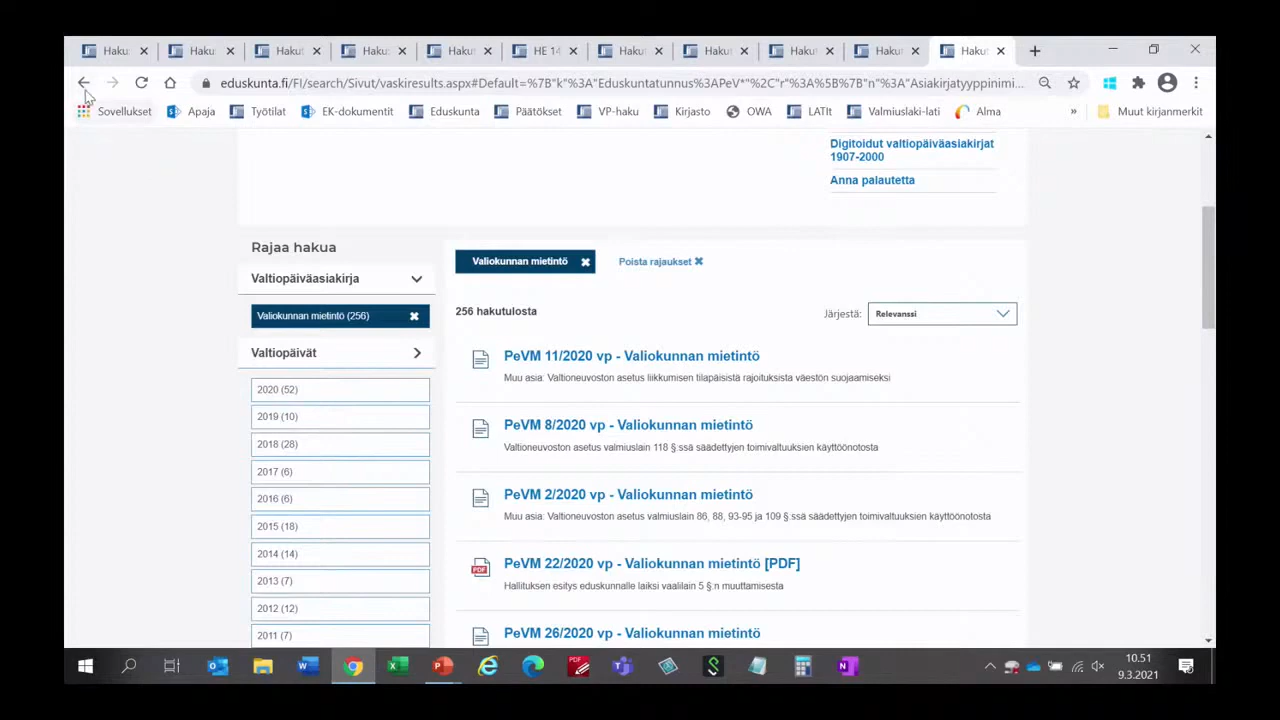 Haku:
Haku
Hakut
Haku:
Hakut
HE 14
Hakut
Haku
Hakut
Haku
Hakut
eduskunta.fi/FI/search/Sivut/vaskiresults.aspx#Default=%7B"k"%3A"Eduskuntatunnus%3APeV*"%2C"r"%3A%5B%7B"n"%3A"Asiakirjatyyppinimi...
Sovellukset
Apaja
Työtilat
EK-dokumentit
Eduskunta
Päätökset
VP-haku
Kirjasto
OWA
LATIt
Valmiuslaki-lati
Alma
»
Muut kirjanmerkit
Digitoidut valtiopäiväasiakirjat
1907-2000
Anna palautetta
Rajaa hakua
Valtiopäiväasiakirja
Valiokunnan mietintö (256)
Valtiopäivät
2020 (52)
2019 (10)
2018 (28)
2017 (6)
2016 (6)
2015 (18)
2014 (14)
2013 (7)
2012 (12)
2011 (7)
Valiokunnan mietintö
Poista rajaukset
256 hakutulosta
Järjestä:
Relevanssi
PeVM 11/2020 vp - Valiokunnan mietintö
Muu asia: Valtioneuvoston asetus liikkumisen tilapäisistä rajoituksista väestön suojaamiseksi
PeVM 8/2020 vp - Valiokunnan mietintö
Valtioneuvoston asetus valmiuslain 118 §:ssä säädettyjen toimivaltuuksien käyttöönotosta
PeVM 2/2020 vp - Valiokunnan mietintö
Muu asia: Valtioneuvoston asetus valmiuslain 86, 88, 93-95 ja 109 §:ssä säädettyjen toimivaltuuksien käyttöönotosta
PDF
PeVM 22/2020 vp - Valiokunnan mietintö [PDF]
Hallituksen esitys eduskunnalle laiksi vaalilain 5 §:n muuttamisesta
PeVM 26/2020 vp - Valiokunnan mietintö
10.51
9.3.2021